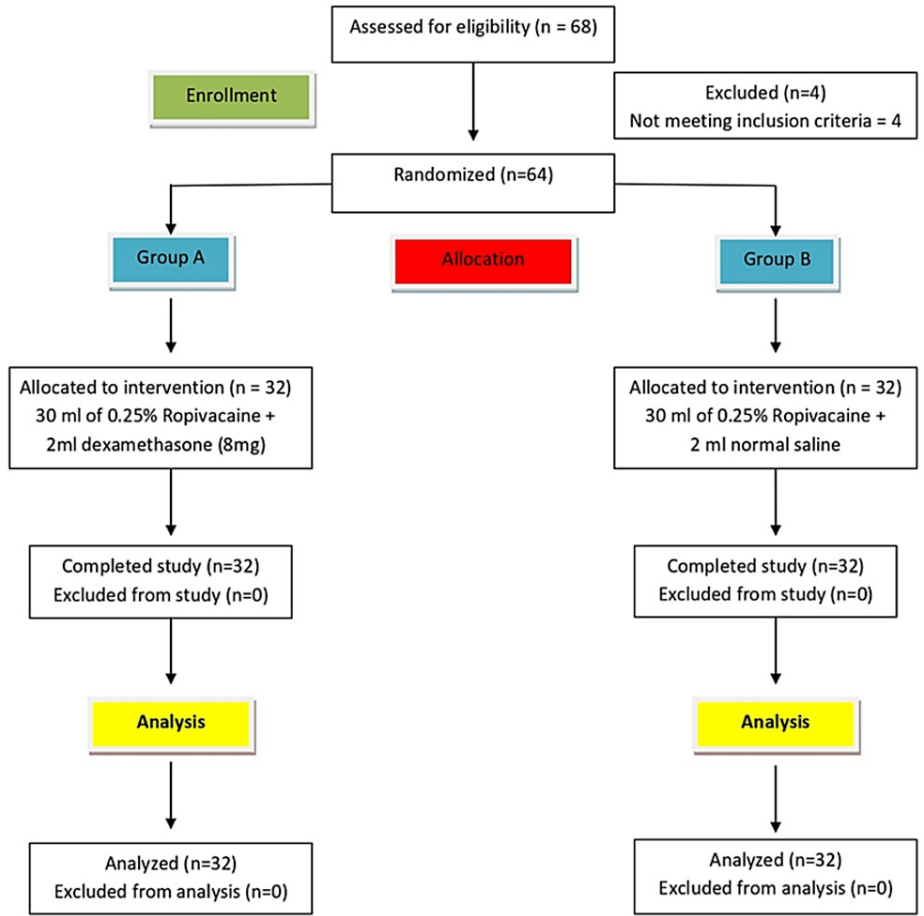 Assessed for eligibility (n = 68)
Enrollment
Excluded (n=4)
Not meeting inclusion criteria = 4
Randomized (n=64)
Group A
Allocation
Group B
Allocated to intervention (n = 32)
30 ml of 0.25% Ropivacaine +
2ml dexamethasone (8mg)
Allocated to intervention (n = 32)
30 ml of 0.25% Ropivacaine +
2 ml normal saline
Completed study (n=32)
Excluded from study (n=0)
Completed study (n=32)
Excluded from study (n=0)
Analysis
Analysis
Analyzed (n=32)
Excluded from analysis (n=0)
Analyzed (n=32)
Excluded from analysis (n=0)